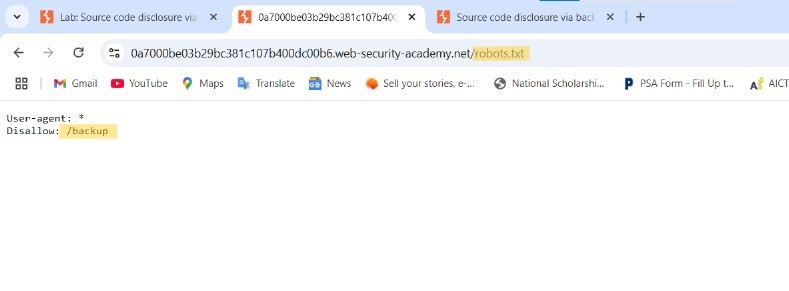 Lab: Source code disclosure via
0a7000be03b29bc381c107b400
Source code disclosure via back
0a7000be03b29bc381c107b400dc00b6.web-security-academy.net/robots.txt
Gmail
YouTube
Maps
Translate
News
Sell your stories, e-...
National Scholarshi...
PSA Form - Fill Up t...
AICT
User-agent: *
Disallow: /backup